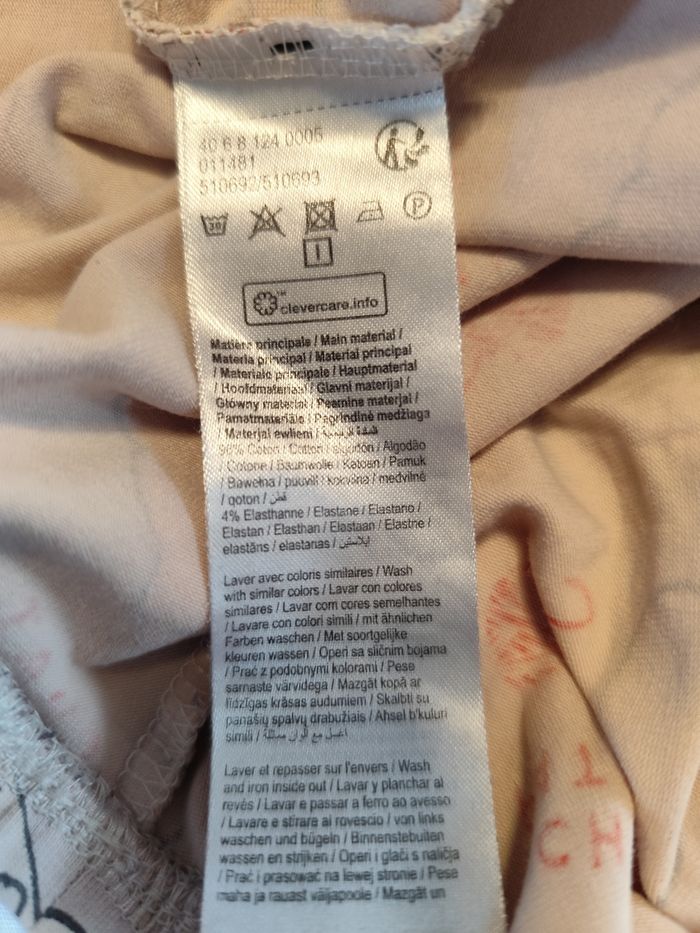 40 6 8 124 0005
011481
510692/510693
30
P
clevercare.info
Matière principale / Main material /
Materia principal / Material principal
/ Materiale principale / Hauptmaterial
/ Hoofdmateriaal / Glavni materijal /
Główny materiał / Peamine materjal /
Pamatmateriāls / Pagrindinė medžiaga
/ Materjal ewlieni /
96% Coton / Cotton / algodón / Algodão
/ Cotone / Baumwolle / Katoen / Pamuk
/ Bawełna / puuvill / kokvilna / medvilnė
/ qoton / قطن
4% Elasthanne / Elastane / Elastano /
Elastan / Elasthan / Elastaan / Elastne /
elastāns / elastanas / إيلاستين
Laver avec coloris similaires / Wash
with similar colors / Lavar con colores
similares / Lavar com cores semelhantes
/ Lavare con colori simili / mit ähnlichen
Farben waschen / Met soortgelijke
kleuren wassen / Operi sa sličnim bojama
/ Prać z podobnymi kolorami / Pese
sarnaste värvidega / Mazgāt kopā ar
līdzīgas krāsas audumiem / Skalbti su
panašių spalvų drabužiais / Aħsel b'kuluri
simili / اغسل مع ألوان مماثلة
Laver et repasser sur l'envers / Wash
and iron inside out / Lavar y planchar al
revés / Lavar e passar a ferro ao avesso
/ Lavare e stirare al rovescio / von links
waschen und bügeln / Binnenstebuiten
wassen en strijken / Operi i glači s naličja
/ Prać i prasować na lewej stronie / Pese
maha ja rauast väljapoole / Mazgāt un
C H